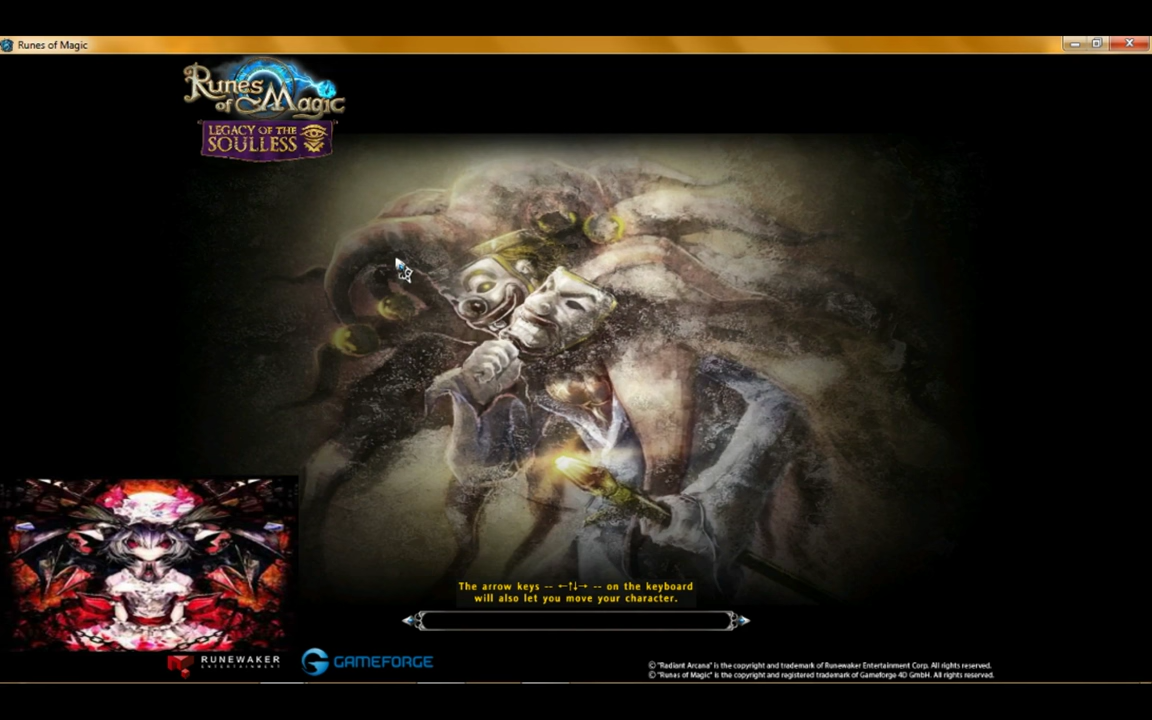 Runes of Magic
Runes
of Magic
LEGACY OF THE
SOULLESS
The arrow keys -- ←↑↓→ -- on the keyboard
will also let you move your character.
RUNEWAKER
ENTERTAINMENT
GAMEFORGE
© "Radiant Arcana" is the copyright and trademark of Runewaker Entertainment Corp. All rights reserved.
© "Runes of Magic" is the copyright and registered trademark of Gameforge 4D GmbH. All rights reserved.